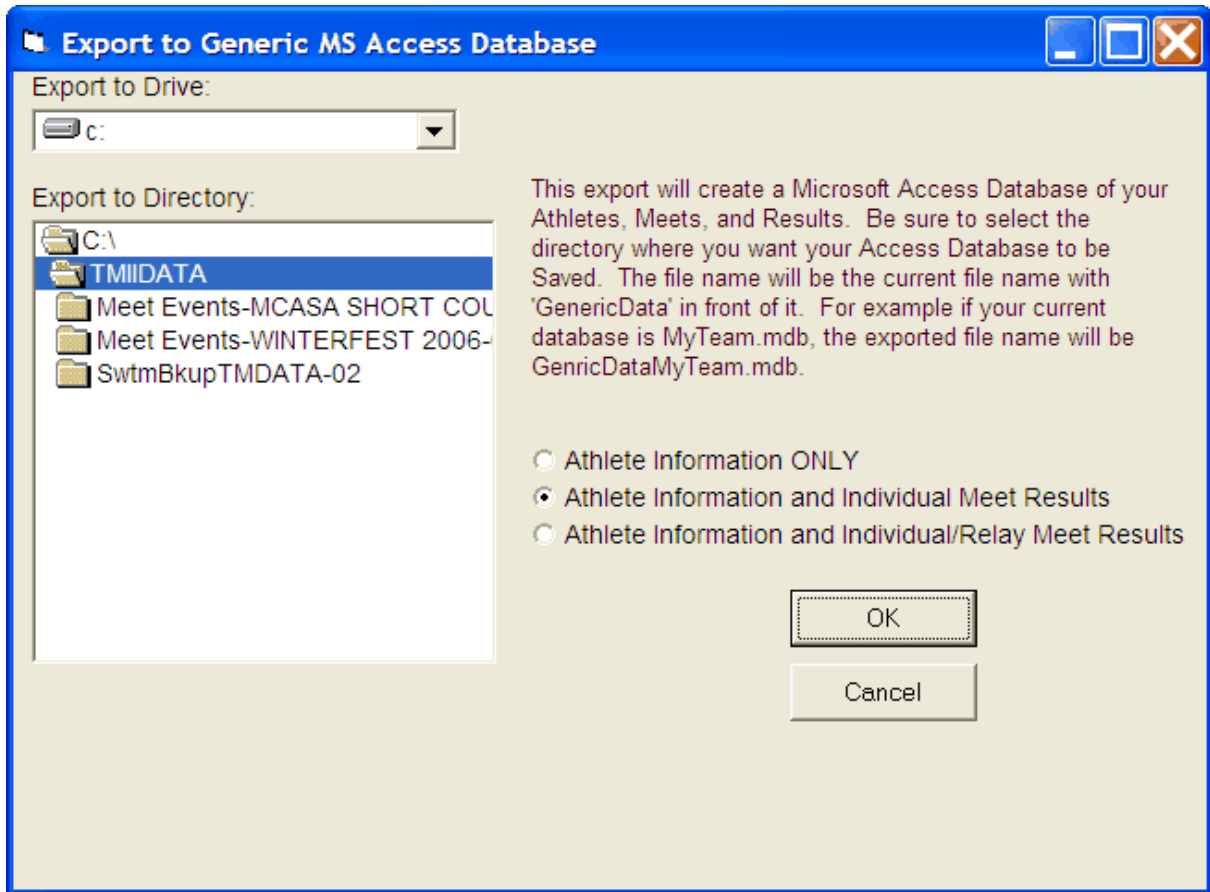 Export to Generic MS Access Database
Export to Drive:
c:
Export to Directory:
C:\
TMIIDATA
Meet Events-MCASA SHORT COU
Meet Events-WINTERFEST 2006-
SwtmBkupTMDATA-02
This export will create a Microsoft Access Database of your
Athletes, Meets, and Results.  Be sure to select the
directory where you want your Access Database to be
Saved.  The file name will be the current file name with
'GenericData' in front of it.  For example if your current
database is MyTeam.mdb, the exported file name will be
GenricDataMyTeam.mdb.
Athlete Information ONLY
Athlete Information and Individual Meet Results
Athlete Information and Individual/Relay Meet Results
OK
Cancel